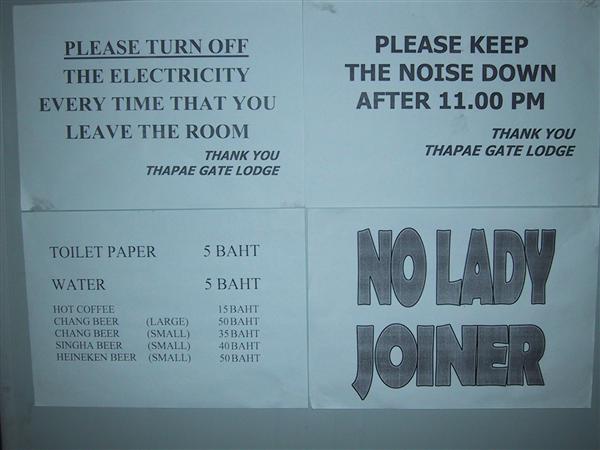 PLEASE TURN OFF
THE ELECTRICITY
EVERY TIME THAT YOU
LEAVE THE ROOM
THANK YOU
THAPAE GATE LODGE
PLEASE KEEP
THE NOISE DOWN
AFTER 11.00 PM
THANK YOU
THAPAE GATE LODGE
TOILET PAPER 5 BAHT
WATER 5 BAHT
HOT COFFEE 15 BAHT
CHANG BEER (LARGE) 50 BAHT
CHANG BEER (SMALL) 35 BAHT
SINGHA BEER (SMALL) 40 BAHT
HEINEKEN BEER (SMALL) 50 BAHT
NO LADY
JOINER